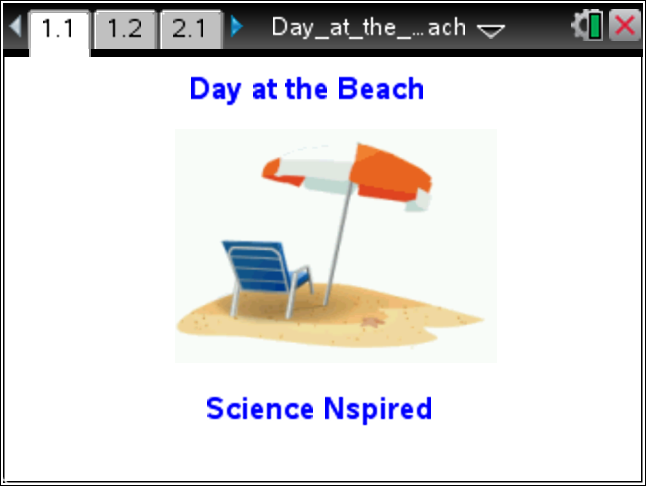 1.1 1.2 2.1 Day_at_the_...ach
Day at the Beach
Science Nspired